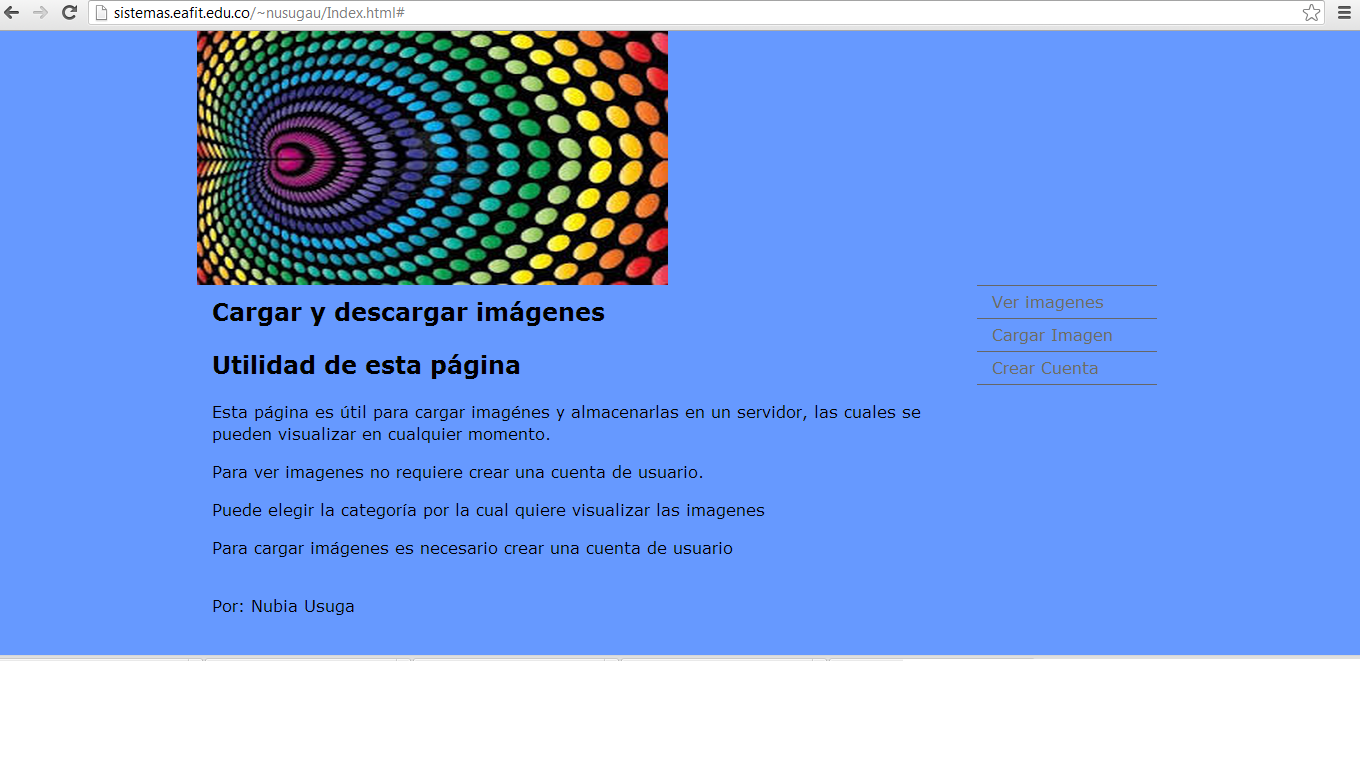 sistemas.eafit.edu.co/~nusugau/Index.html#
Cargar y descargar imágenes
Utilidad de esta página
Esta página es útil para cargar imagénes y almacenarlas en un servidor, las cuales se
pueden visualizar en cualquier momento.
Para ver imagenes no requiere crear una cuenta de usuario.
Puede elegir la categoría por la cual quiere visualizar las imagenes
Para cargar imágenes es necesario crear una cuenta de usuario
Por: Nubia Usuga
Ver imagenes
Cargar Imagen
Crear Cuenta